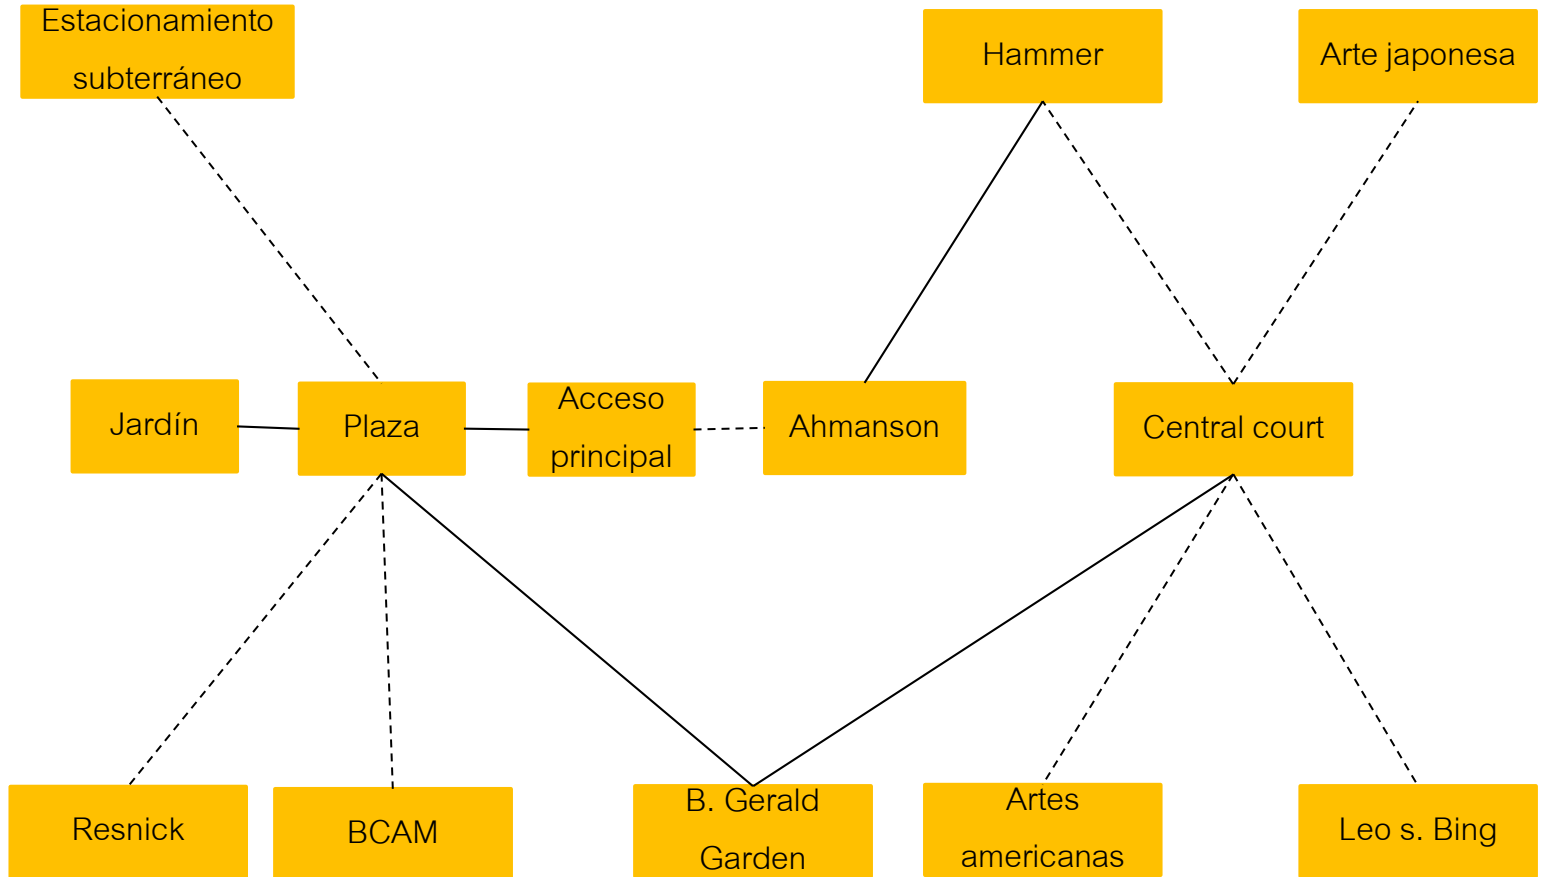 Estacionamiento
subterráneo
Hammer
Arte japonesa
Jardín
Plaza
Acceso
principal
Ahmanson
Central court
Resnick
BCAM
B. Gerald
Garden
Artes
americanas
Leo s. Bing